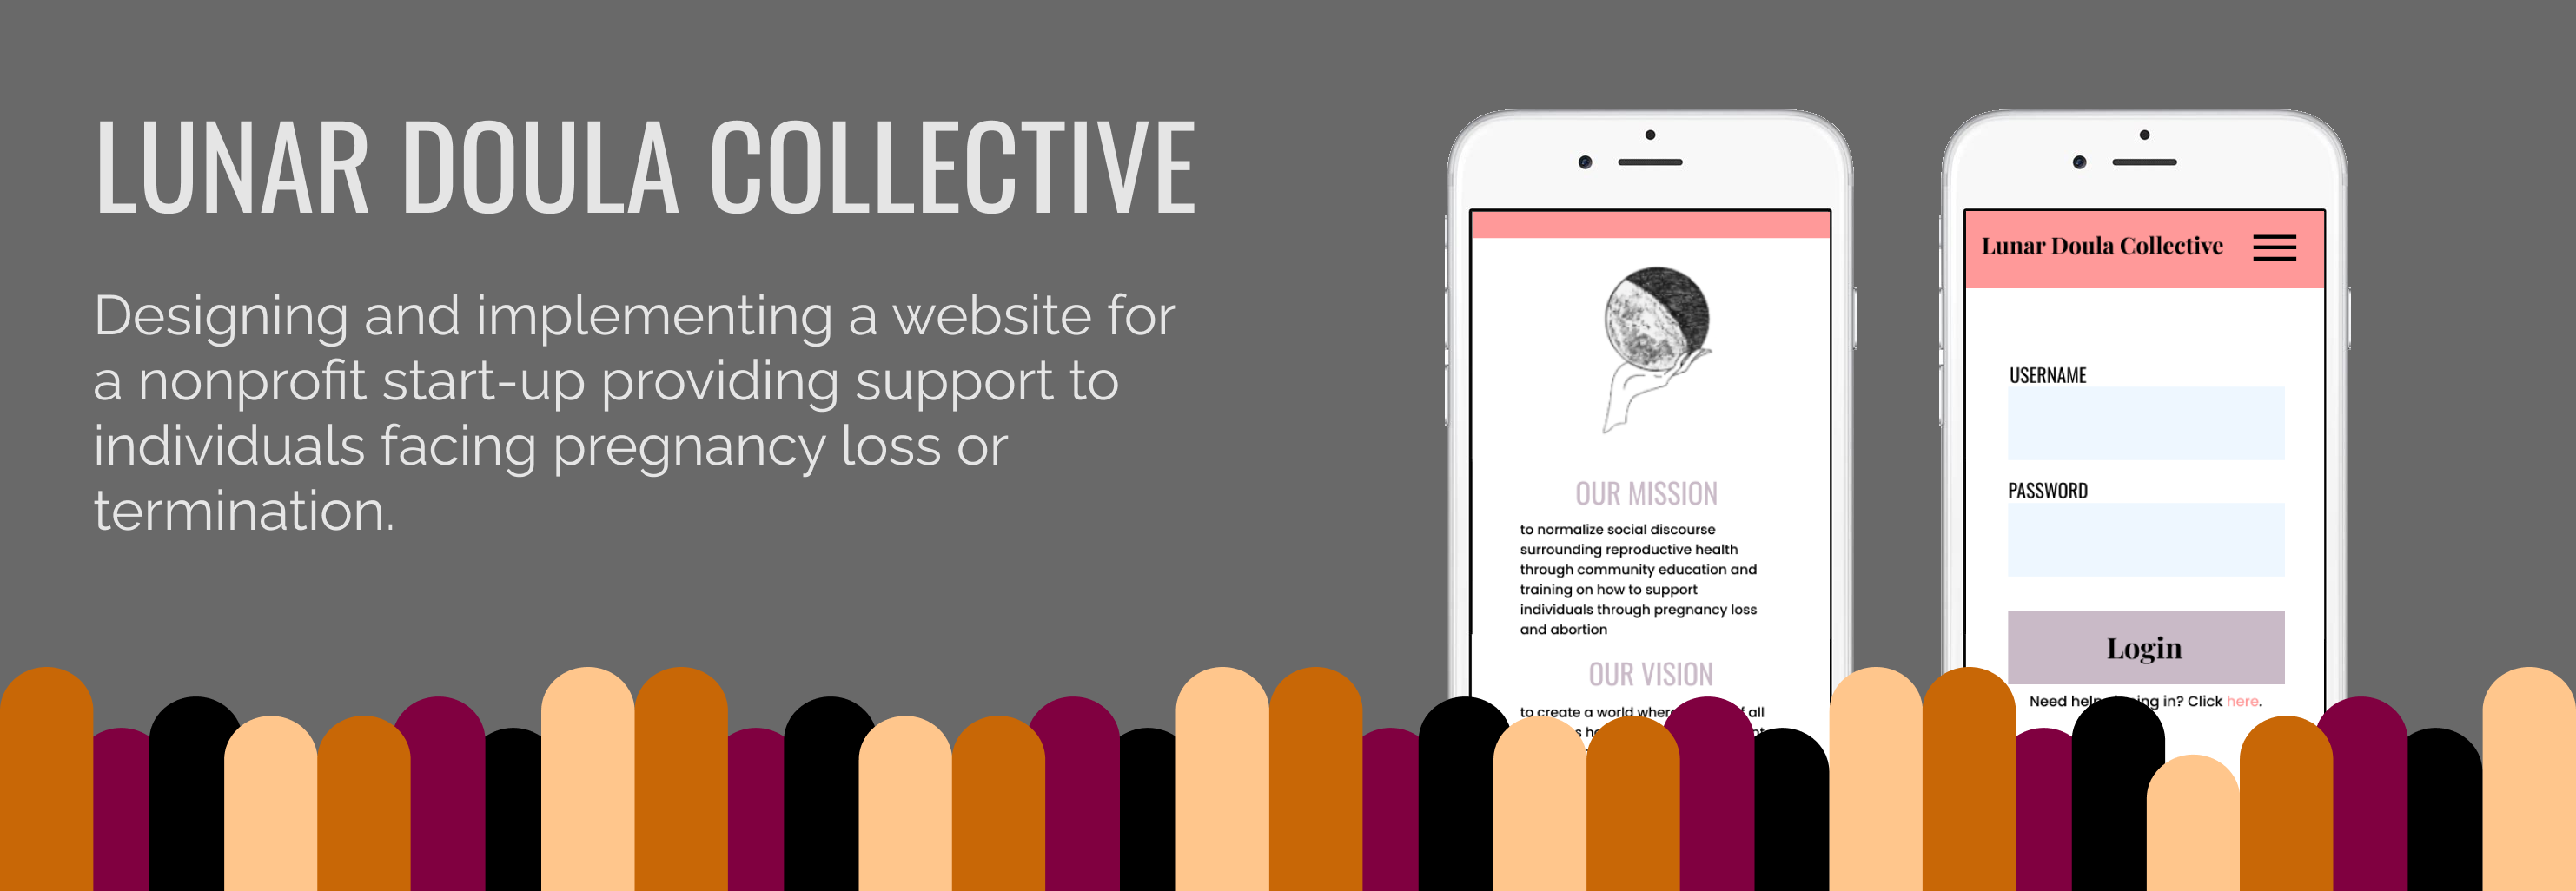 LUNAR DOULA COLLECTIVE
Designing and implementing a website for
a nonprofit start-up providing support to
individuals facing pregnancy loss or
termination.
OUR MISSION
to normalize social discourse
surrounding reproductive health
through community education and
training on how to support
individuals through pregnancy loss
and abortion
OUR VISION
to create a world where all
Lunar Doula Collective
USERNAME
PASSWORD
Login
Need help in? Click here.